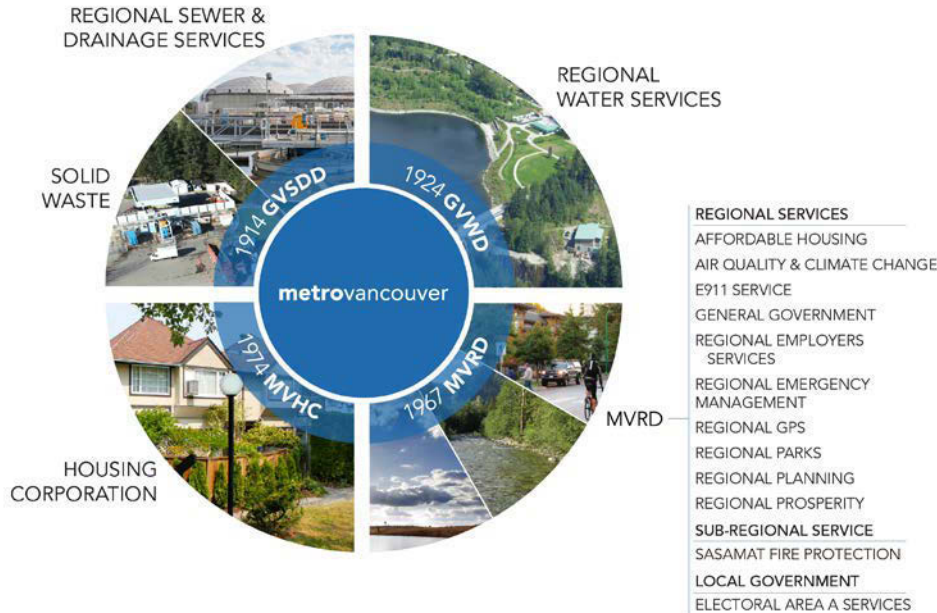 REGIONAL SEWER &
DRAINAGE SERVICES
REGIONAL
WATER SERVICES
SOLID
WASTE
1914 GVSDD
1924 GVWD
metrovancouver
1974 MVHC
1967 MVRD
HOUSING
CORPORATION
MVRD
REGIONAL SERVICES
AFFORDABLE HOUSING
AIR QUALITY & CLIMATE CHANGE
E911 SERVICE
GENERAL GOVERNMENT
REGIONAL EMPLOYERS
SERVICES
REGIONAL EMERGENCY
MANAGEMENT
REGIONAL GPS
REGIONAL PARKS
REGIONAL PLANNING
REGIONAL PROSPERITY
SUB-REGIONAL SERVICE
SASAMAT FIRE PROTECTION
LOCAL GOVERNMENT
ELECTORAL AREA A SERVICES